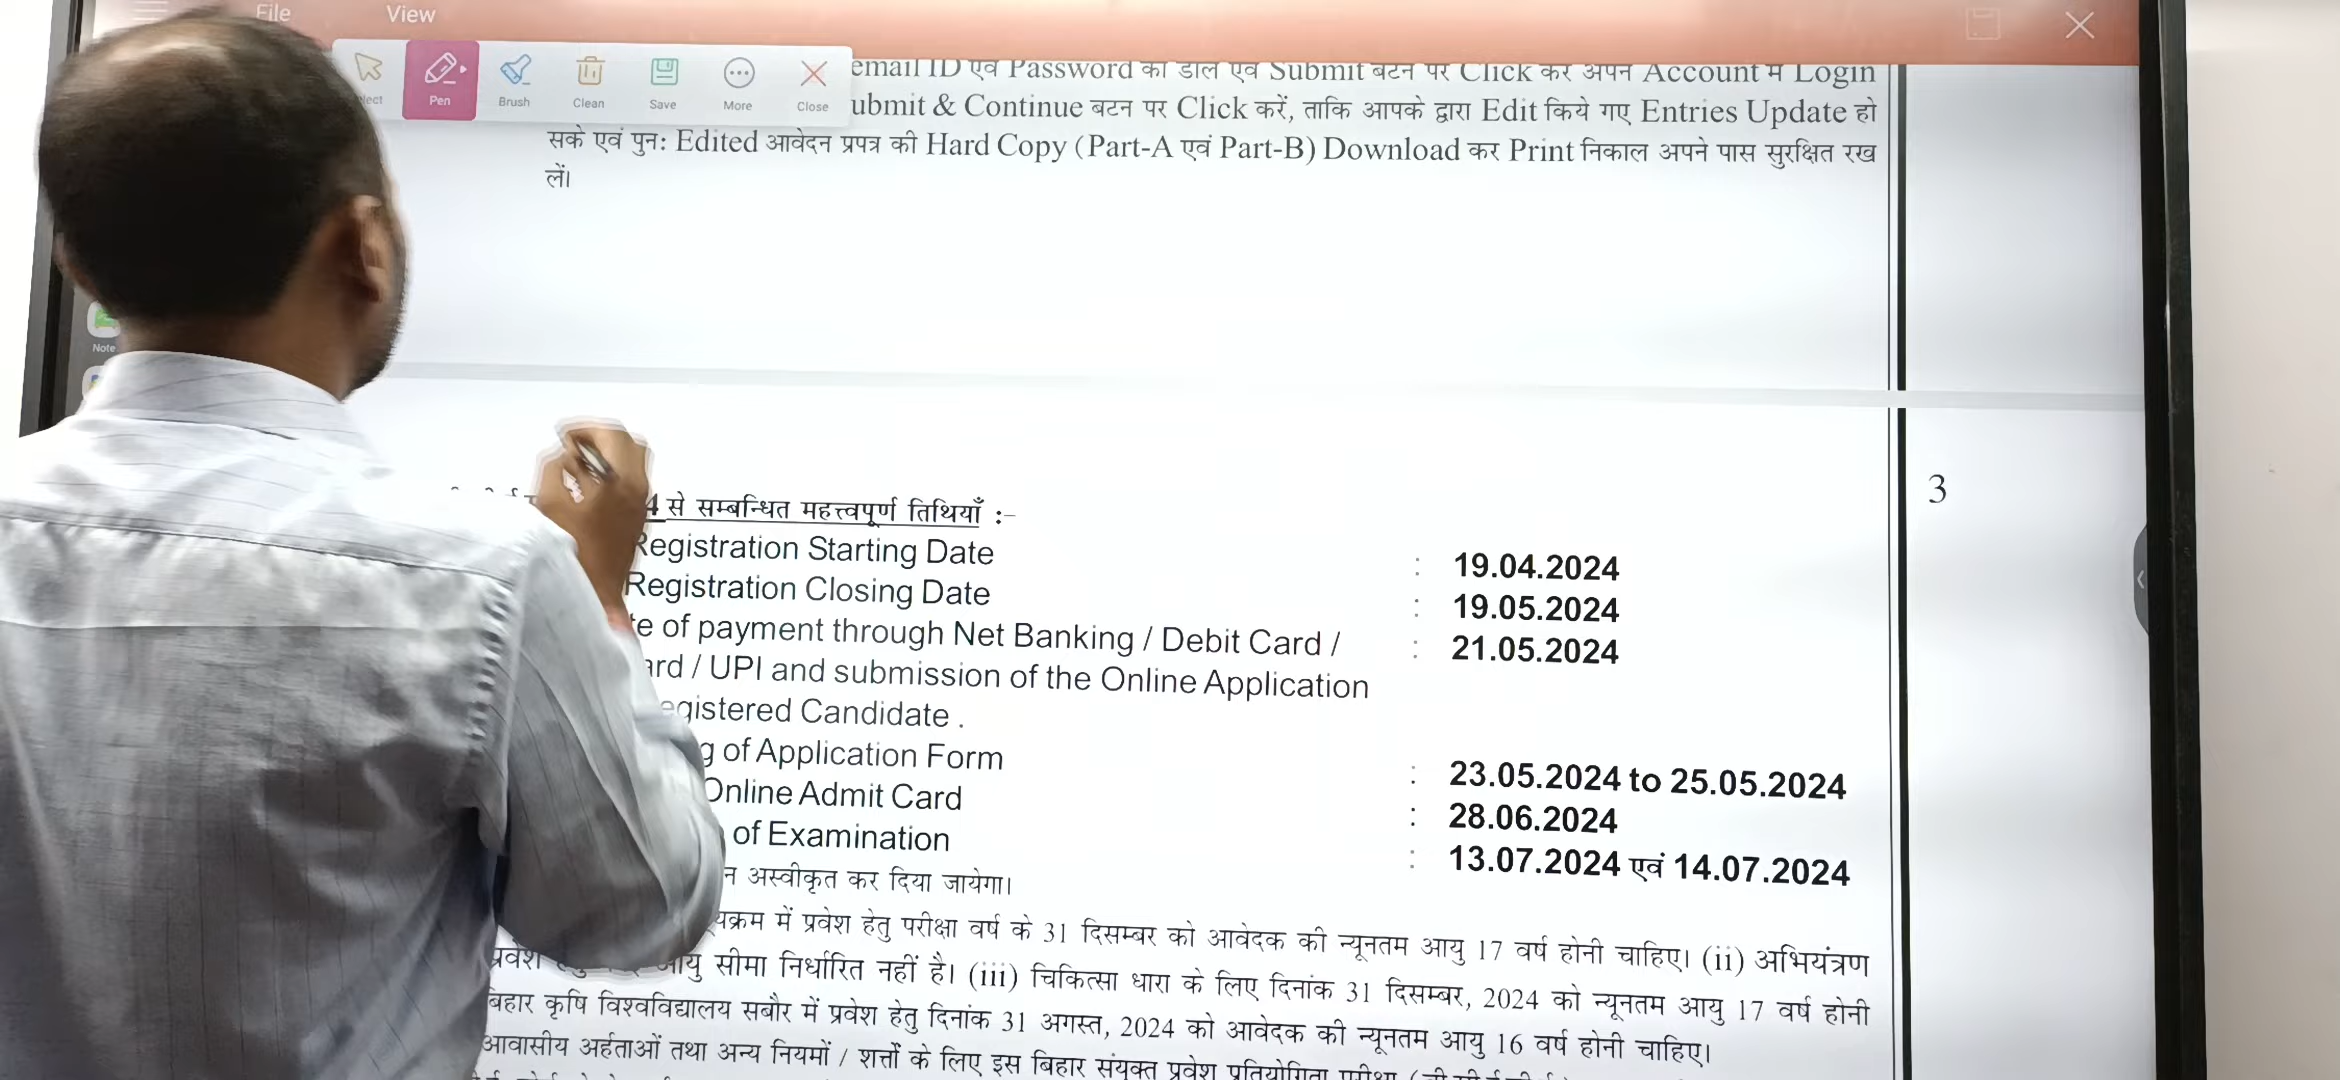 File View
Pen Brush Clean Save More Close
email ID एवं Password को डाल एवं Submit बटन पर Click कर अपने Account में Login
ubmit & Continue बटन पर Click करें, ताकि आपके द्वारा Edit किये गए Entries Update हो
सके एवं पुन: Edited आवेदन प्रपत्र की Hard Copy (Part-A एवं Part-B) Download कर Print निकाल अपने पास सुरक्षित रख
लें।
Note
3
4 से सम्बन्धित महत्त्वपूर्ण तिथियाँ :-
Registration Starting Date : 19.04.2024
Registration Closing Date : 19.05.2024
te of payment through Net Banking / Debit Card / : 21.05.2024
ard / UPI and submission of the Online Application
egistered Candidate .
g of Application Form : 23.05.2024 to 25.05.2024
Online Admit Card : 28.06.2024
of Examination : 13.07.2024 एवं 14.07.2024
न अस्वीकृत कर दिया जायेगा।
यक्रम में प्रवेश हेतु परीक्षा वर्ष के 31 दिसम्बर को आवेदक की न्यूनतम आयु 17 वर्ष होनी चाहिए। (ii) अभियंत्रण
प्रवेश आयु सीमा निर्धारित नहीं है। (iii) चिकित्सा धारा के लिए दिनांक 31 दिसम्बर, 2024 को न्यूनतम आयु 17 वर्ष होनी
बिहार कृषि विश्वविद्यालय सबौर में प्रवेश हेतु दिनांक 31 अगस्त, 2024 को आवेदक की न्यूनतम आयु 16 वर्ष होनी चाहिए।
आवासीय अर्हताओं तथा अन्य नियमों / शर्त्तों के लिए इस बिहार संयुक्त प्रवेश प्रतियोगिता परीक्षा